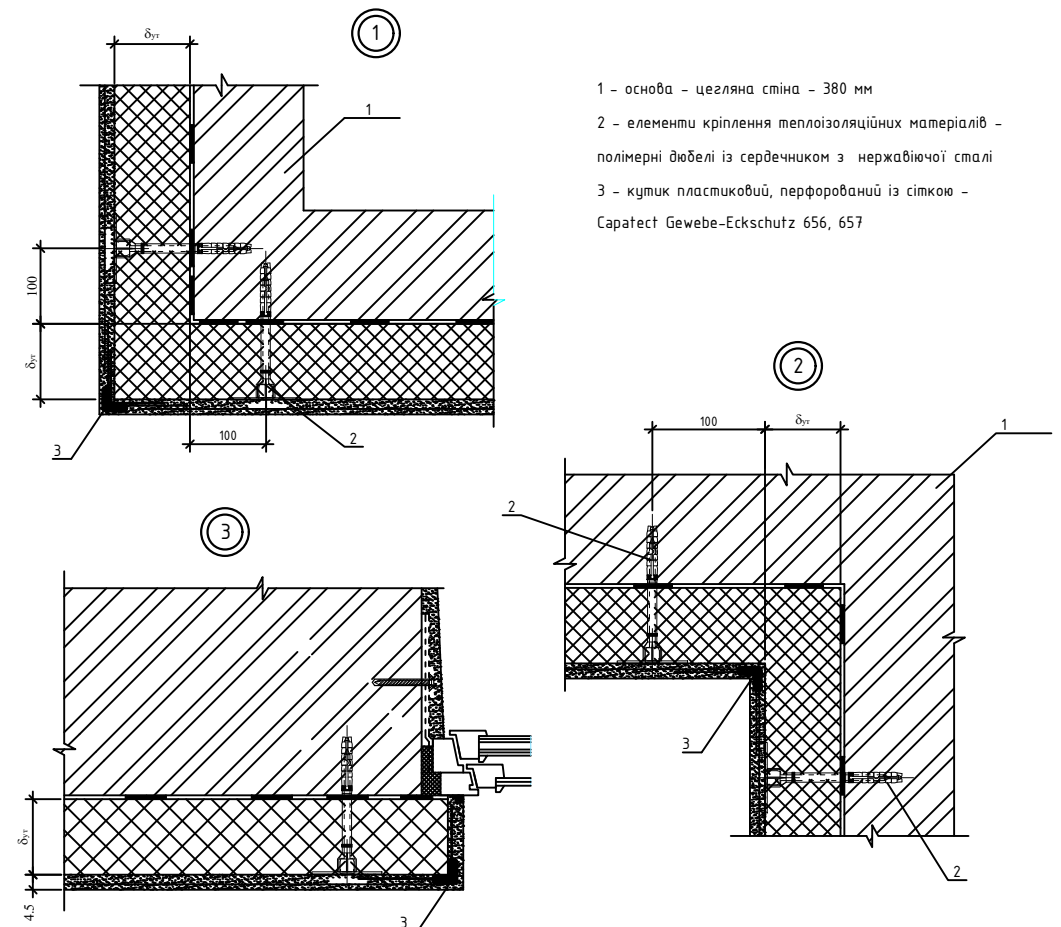 δут
1
1
1 - основа - цегляна стіна - 380 мм
2 - елементи кріплення теплоізоляційних матеріалів -
полімерні дюбелі із сердечником з нержавіючої сталі
3 - кутик пластиковий, перфорований із сіткою -
Capatect Gewebe-Eckschutz 656, 657
100
δут
3
100
2
2
100
δут
1
2
3
2
3
δут
4.5
3